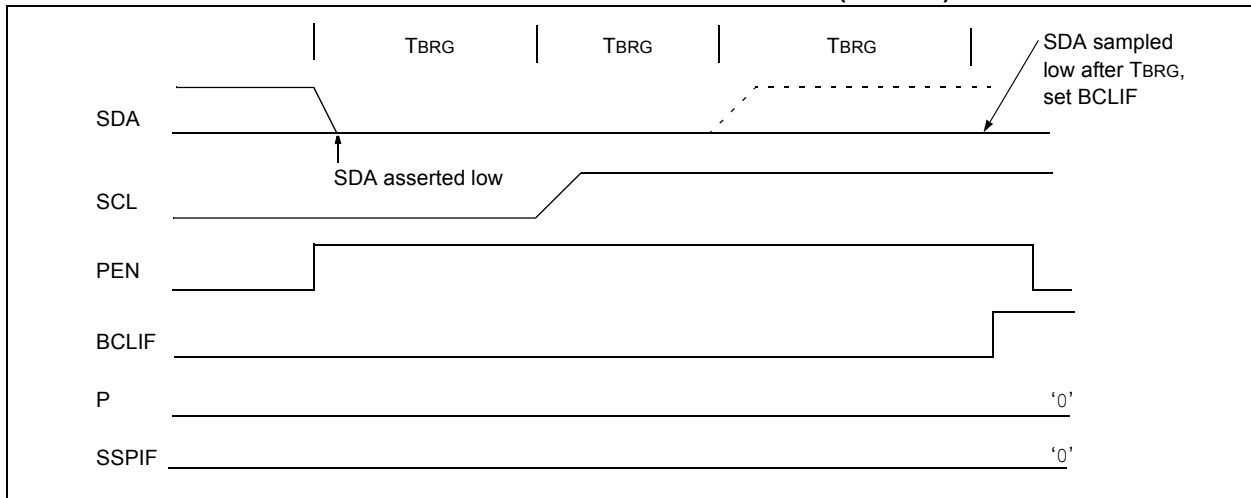 TBRG TBRG TBRG
SDA sampled
low after TBRG,
set BCLIF
SDA
SDA asserted low
SCL
PEN
BCLIF
P ‘0’
SSPIF ‘0’